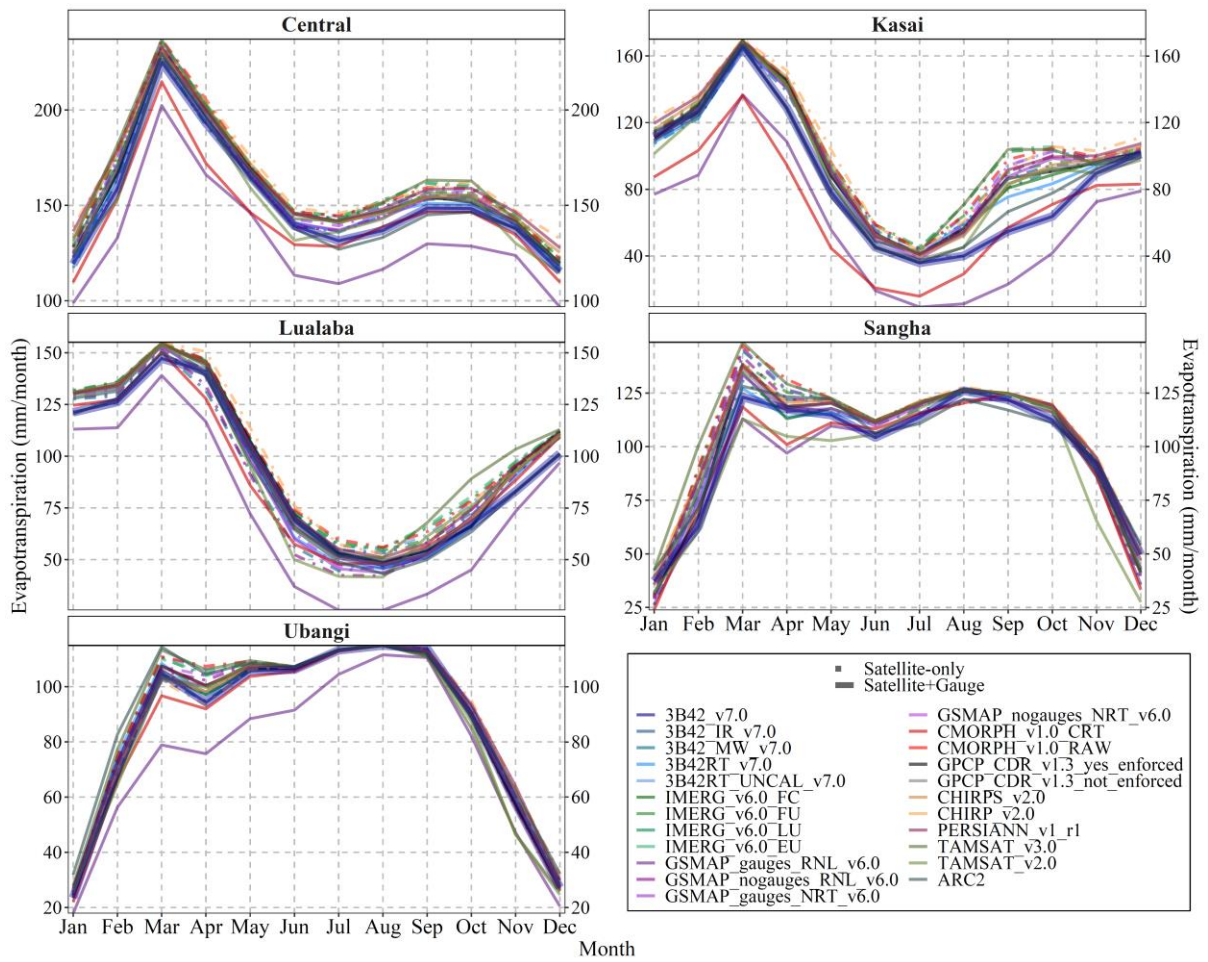 Central
Kasai
200
150
100
200
150
100
160
120
80
40
160
120
80
40
Lualaba
Sangha
150
125
100
75
50
150
125
100
75
50
125
100
75
50
25
125
100
75
50
25
Evapotranspiration (mm/month)
Evapotranspiration (mm/month)
Jan Feb Mar Apr May Jun Jul Aug Sep Oct Nov Dec
Ubangi
100
80
60
40
20
100
80
60
40
20
Jan Feb Mar Apr May Jun Jul Aug Sep Oct Nov Dec
Month
Satellite-only
Satellite+Gauge
3B42_v7.0
3B42_IR_v7.0
3B42_MW_v7.0
3B42RT_v7.0
3B42RT_UNCAL_v7.0
IMERG_v6.0_FC
IMERG_v6.0_FU
IMERG_v6.0_LU
IMERG_v6.0_EU
GSMAP_gauges_RNL_v6.0
GSMAP_nogauges_RNL_v6.0
GSMAP_gauges_NRT_v6.0
GSMAP_nogauges_NRT_v6.0
CMORPH_v1.0_CRT
CMORPH_v1.0_RAW
GPCP_CDR_v1.3_yes_enforced
GPCP_CDR_v1.3_not_enforced
CHIRPS_v2.0
CHIRP_v2.0
PERSIANN_v1_r1
TAMSAT_v3.0
TAMSAT_v2.0
ARC2